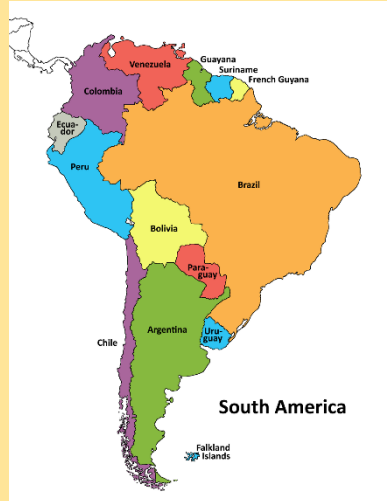 Venezuela
Guayana
Suriname
French Guyana
Colombia
Ecua-
dor
Peru
Brazil
Bolivia
Para-
guay
Chile
Argentina
Uru-
guay
South America
Falkland
Islands